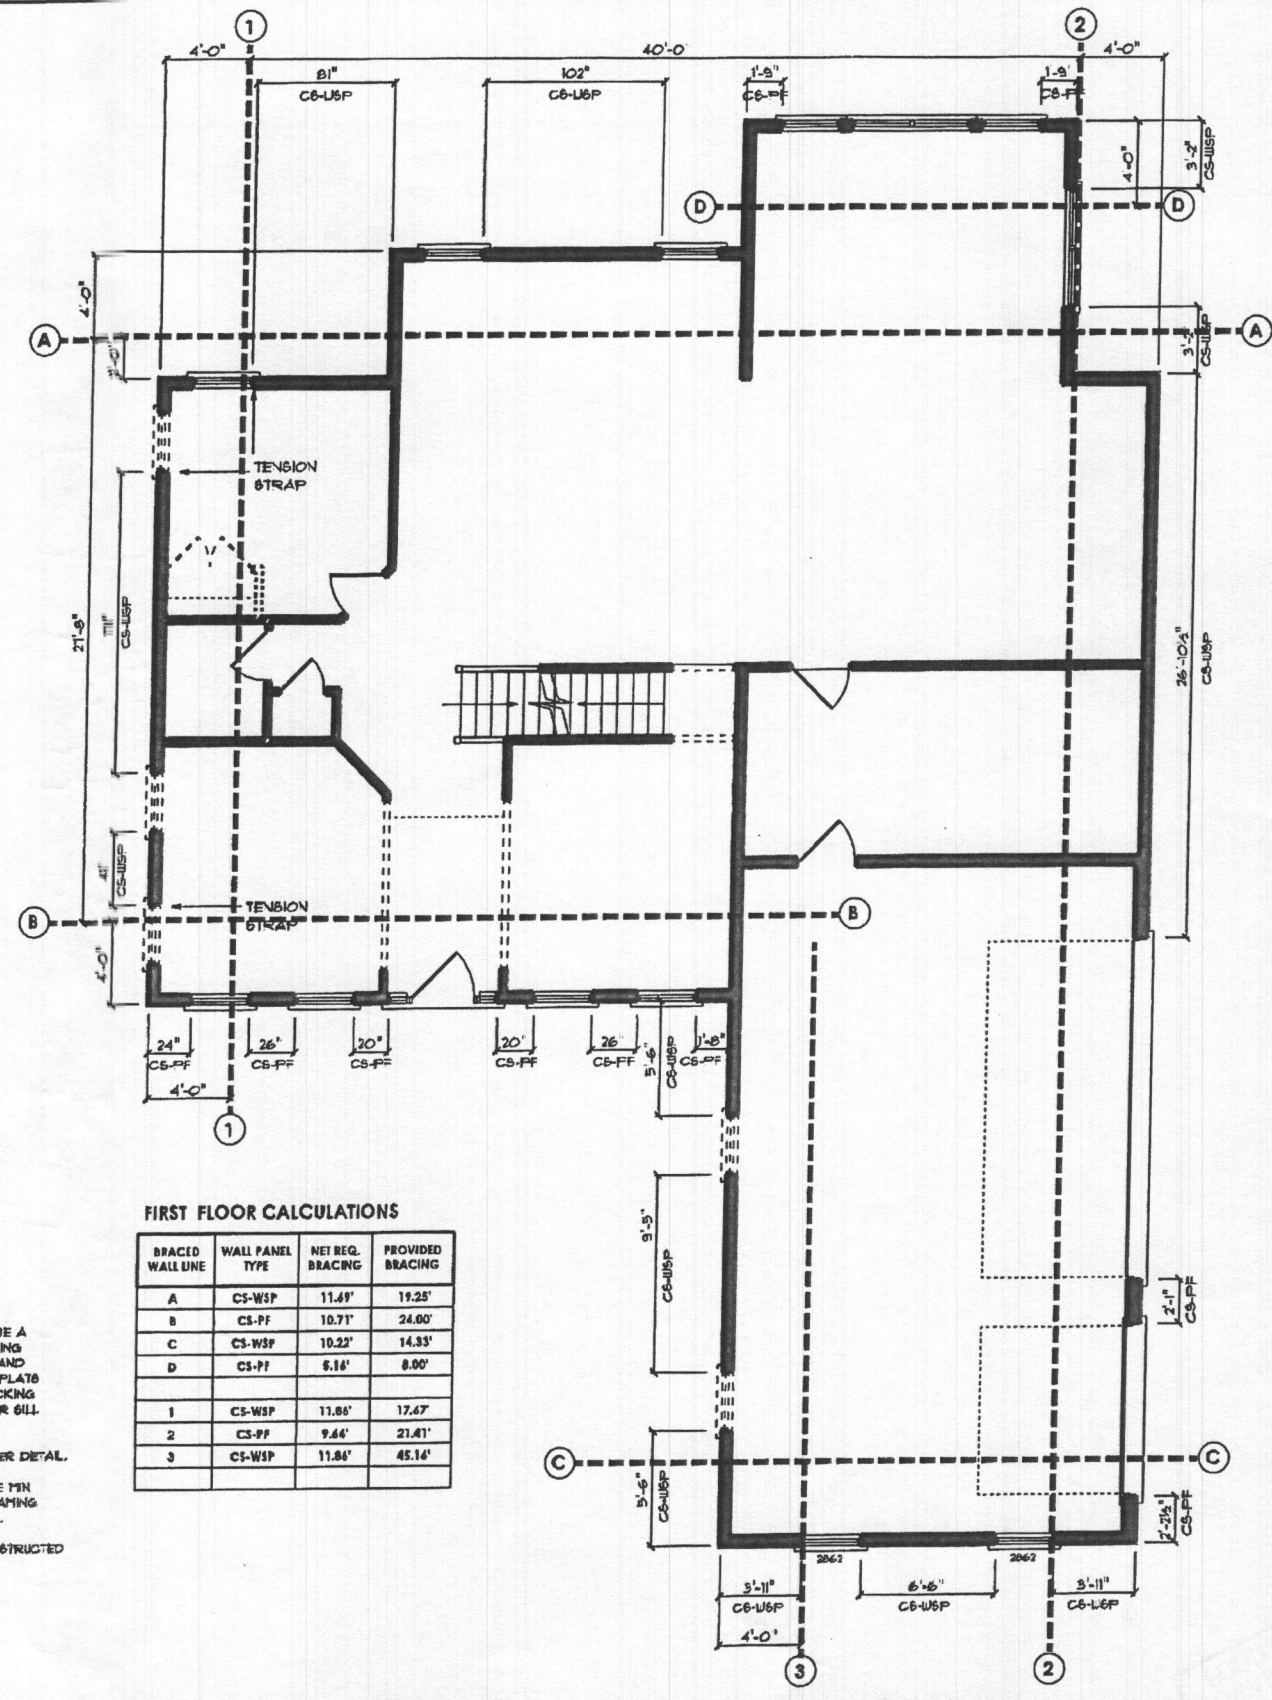 1
2
4'-0"
40'-0
4'-0"
81"
CS-WSP
102"
CS-WSP
1'-9"
CS-PF
1-9'
CS-PF
4'-0"
3'-2"
CS-WSP
D
D
4'-0"
A
A
CS-WSP
TENSION
STRAP
27'-8"
CS-WSP
26'-10½"
CS-WSP
CS-WSP
B
TENSION
STRAP
B
4'-0"
24"
CS-PF
26"
CS-PF
20"
CS-PF
20"
CS-PF
26"
CS-PF
5'-6"
CS-WSP
1'-8"
CS-PF
4'-0"
1
9'-5"
CS-WSP
2'-1"
CS-PF
FIRST FLOOR CALCULATIONS
BRACED WALL LINE WALL PANEL TYPE NET REQ. BRACING PROVIDED BRACING
A CS-WSP 11.69' 19.25'
B CS-PF 10.71' 24.00'
C CS-WSP 10.22' 14.33'
D CS-PF 5.16' 8.00'
1 CS-WSP 11.86' 17.67'
2 CS-PF 9.64' 21.41'
3 CS-WSP 11.86' 45.16'
AND
ER DETAL.
C
C
5'-6"
CS-WSP
2'-2½"
CS-PF
2862
2862
3'-11"
CS-WSP
6'-6"
CS-WSP
3'-11"
CS-WSP
4'-0"
3
2